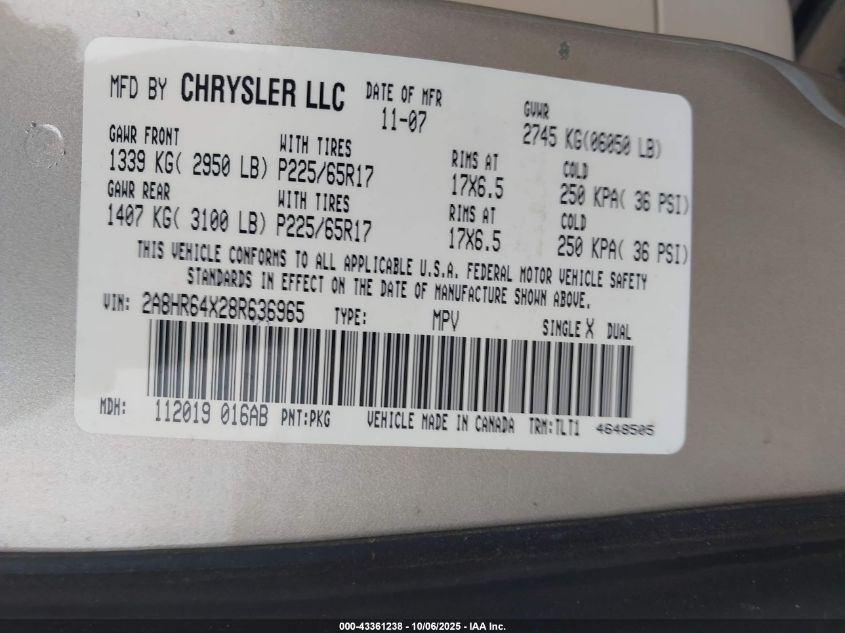 MFD BY CHRYSLER LLC DATE OF MFR GVWR
11-07 2745 KG(06050 LB)
GAWR FRONT WITH TIRES RIMS AT COLD
1339 KG( 2950 LB) P225/65R17 17X6.5 250 KPA( 36 PSI)
GAWR REAR WITH TIRES RIMS AT COLD
1407 KG( 3100 LB) P225/65R17 17X6.5 250 KPA( 36 PSI)
THIS VEHICLE CONFORMS TO ALL APPLICABLE U.S.A. FEDERAL MOTOR VEHICLE SAFETY
STANDARDS IN EFFECT ON THE DATE OF MANUFACTURE SHOWN ABOVE.
VIN: 2A8HR64X28R636965 TYPE: MPV SINGLE X DUAL
MDH: 112019 016AB PNT:PKG VEHICLE MADE IN CANADA TRM:TLT1 4648505
000-43361238 - 10/06/2025 - IAA Inc.